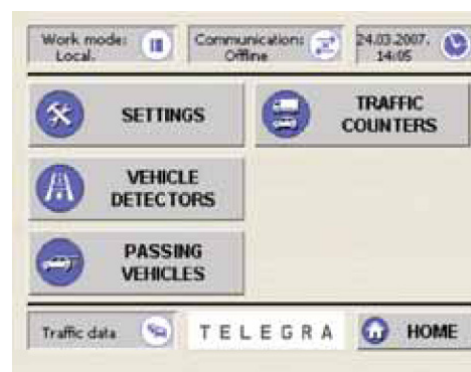 Work mode:
Local.
Communication:
Offline
24.03.2007.
14:05
SETTINGS
TRAFFIC
COUNTERS
VEHICLE
DETECTORS
PASSING
VEHICLES
Traffic data
TELEGRA
HOME